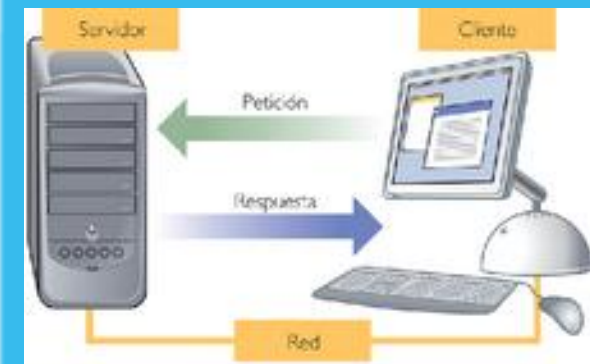 Servidor
Cliente
Petición
Respuesta
Red